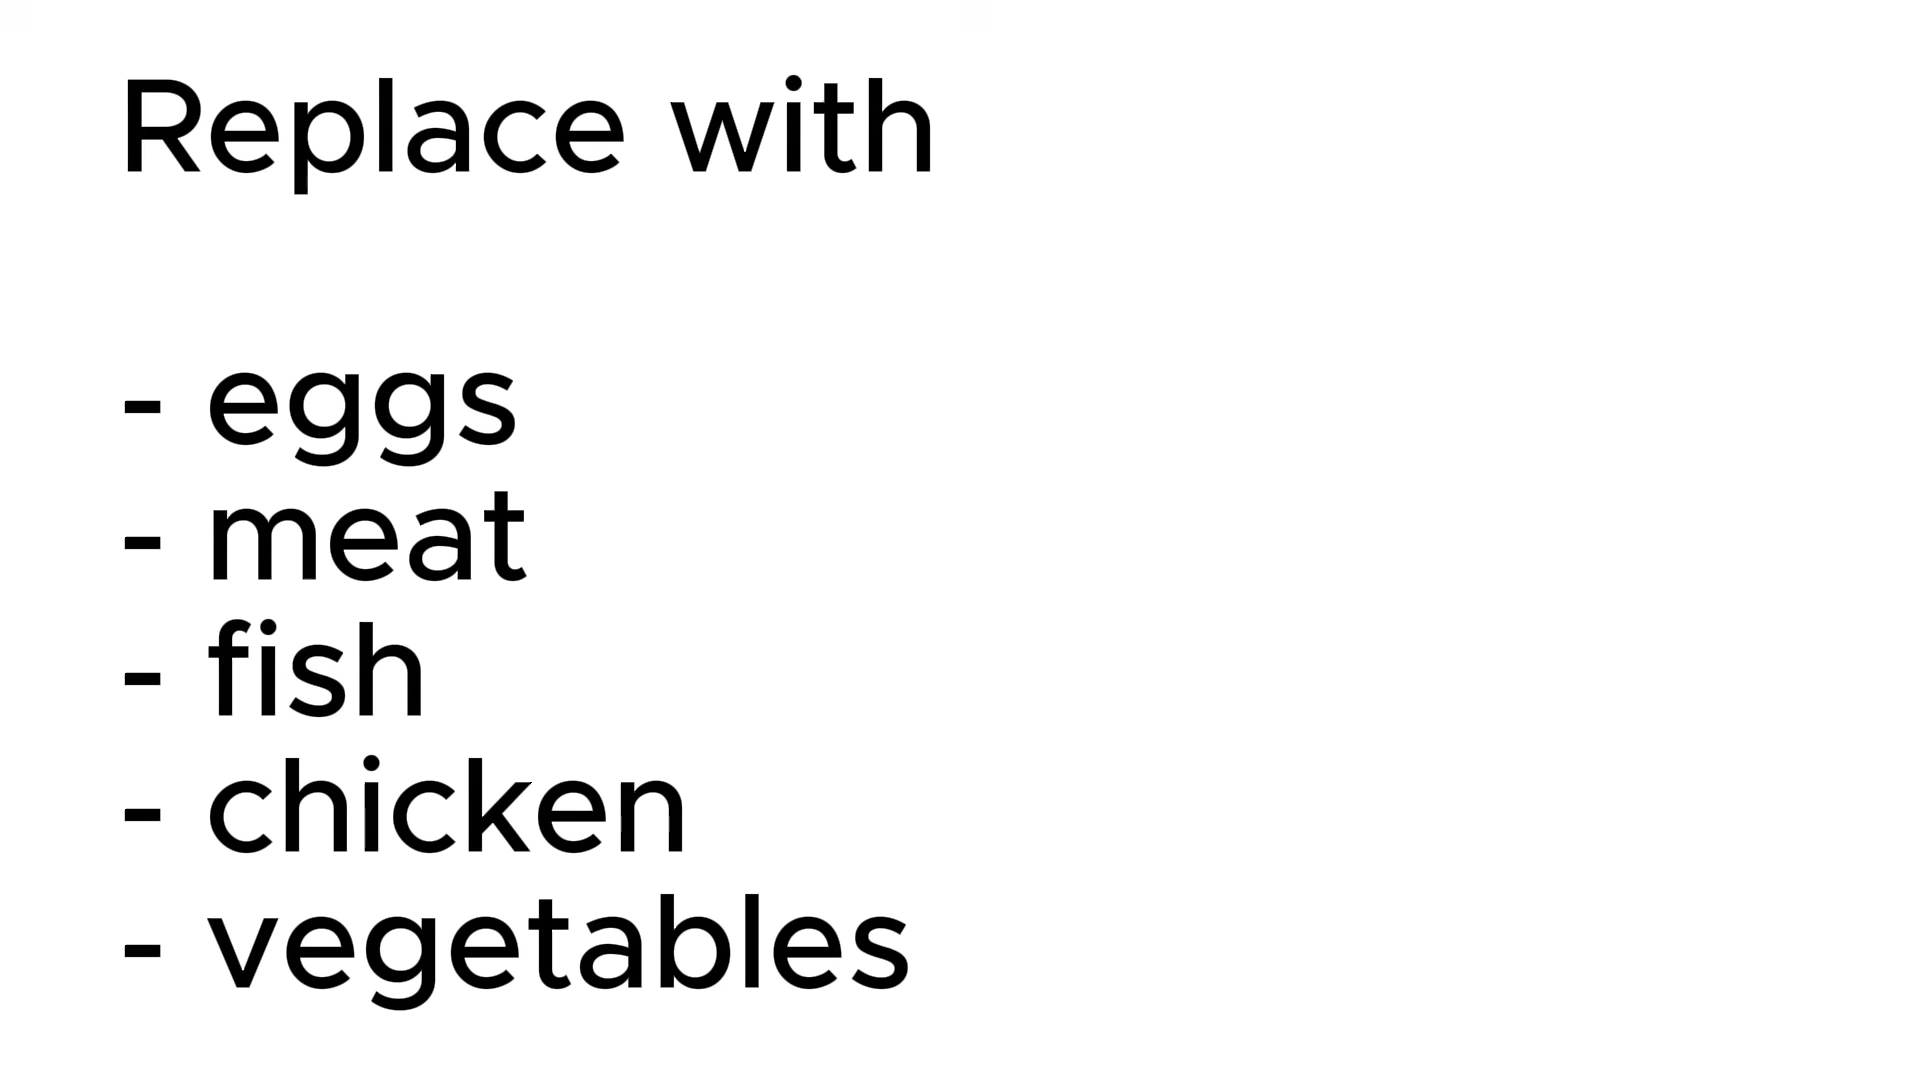 Replace with
- eggs
- meat
- fish
- chicken
- vegetables